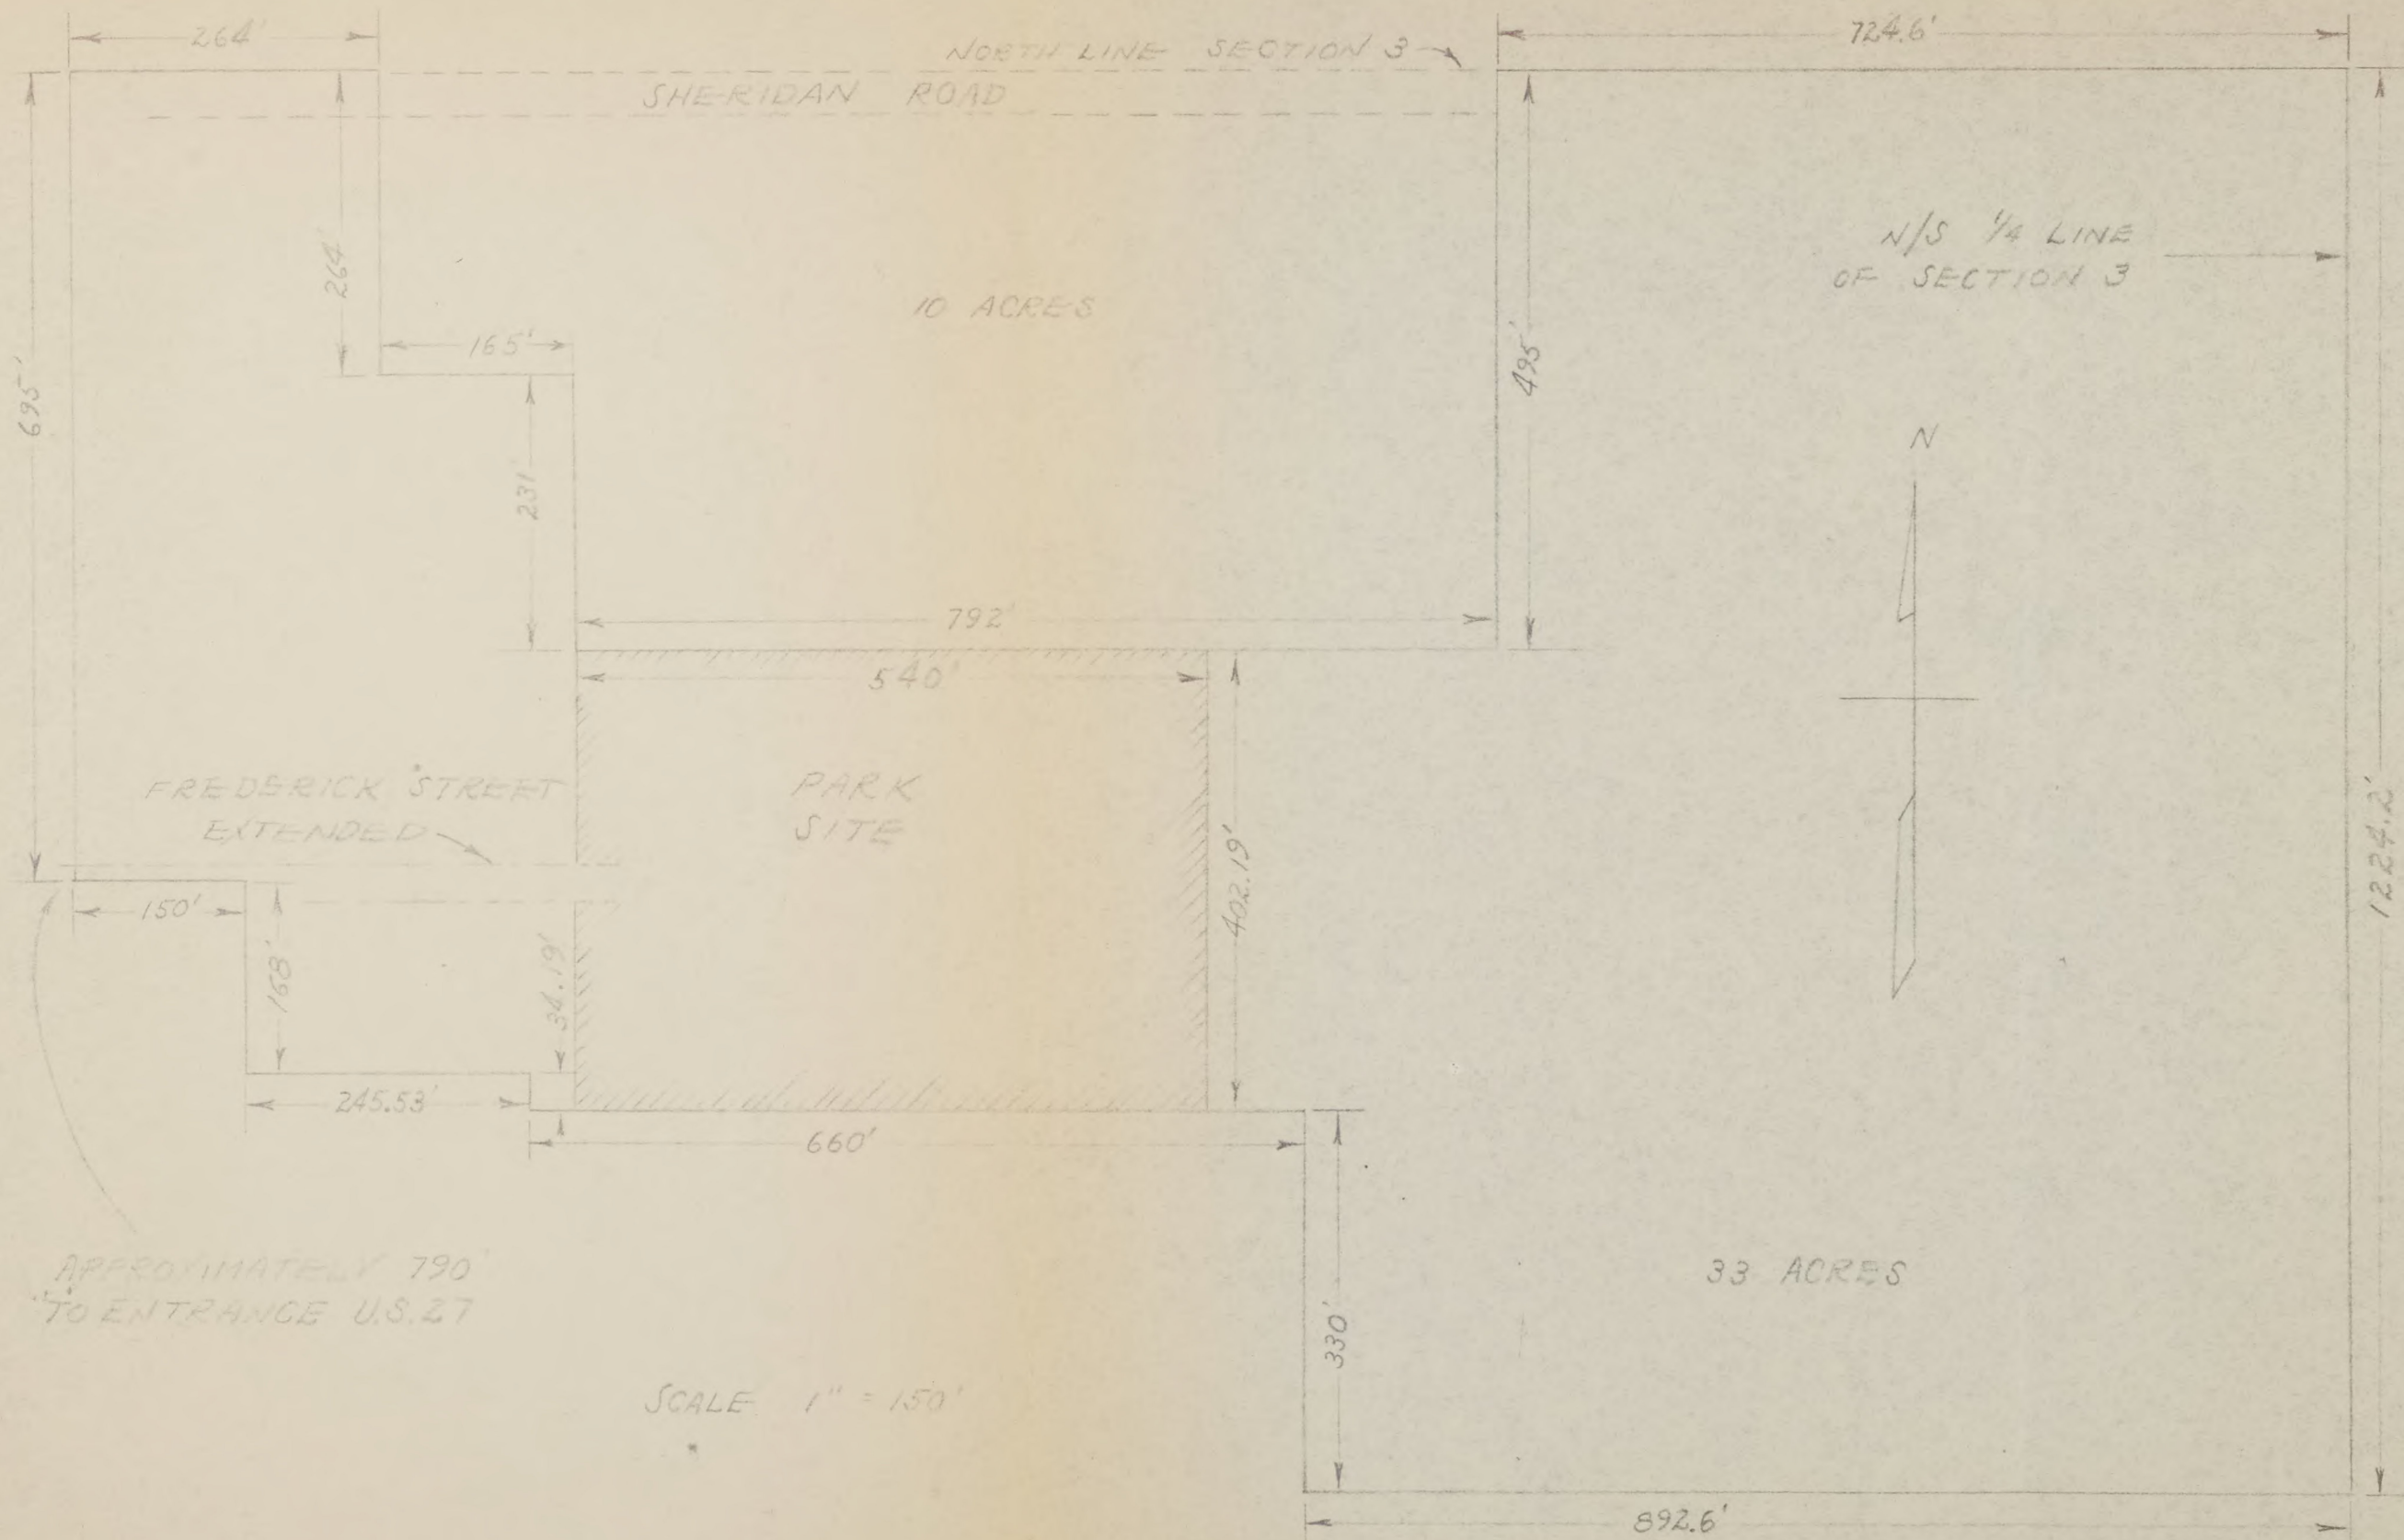 264'
NORTH LINE SECTION 3
724.6'
SHERIDAN ROAD
264'
N/S 1/4 LINE
OF SECTION 3
10 ACRES
165'
495'
695'
N
231'
792'
540'
FREDERICK STREET
EXTENDED
PARK
SITE
402.19'
1224.2'
150'
168'
34.19'
245.53'
660'
APPROXIMATELY 790'
TO ENTRANCE U.S.27
33 ACRES
330'
SCALE 1" = 150'
892.6'